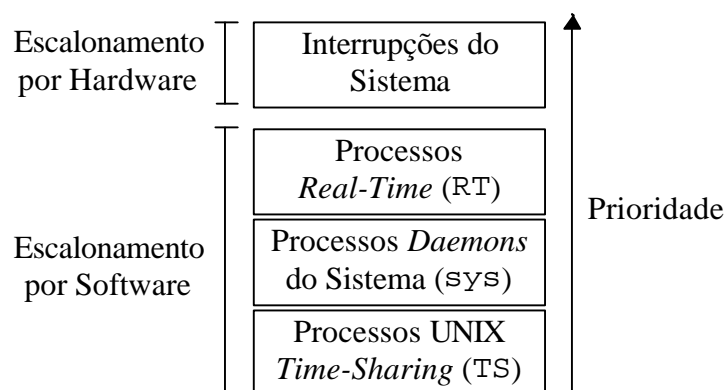 Escalonamento
por Hardware
Interrupções do
Sistema
Processos
Real-Time (RT)
Prioridade
Escalonamento
por Software
Processos Daemons
do Sistema (sys)
Processos UNIX
Time-Sharing (TS)